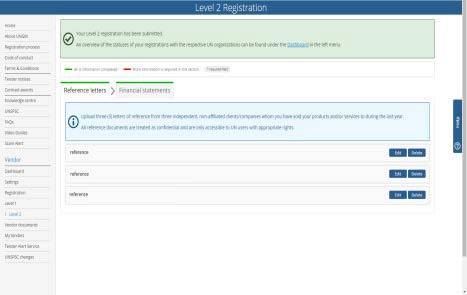 Level 2 Registration
Home
About UNGM
Registration process
Code of conduct
Terms & Conditions
Tender notices
Contract awards
Knowledge centre
UNSPSC
FAQs
Video Guides
Scam Alert
Vendor
Dashboard
Settings
Registration
Level 1
Level 2
Vendor documents
My tenders
Tender Alert Service
UNSPSC changes
Your Level 2 registration has been submitted.
An overview of the statuses of your registrations with the respective UN organizations can be found under the Dashboard in the left menu.
All is information completed
More information is required in this section
* required field
Reference letters
Financial statements
Upload three (3) letters of reference from three independent, non-affiliated clients/companies whom you have sold your products and/or services to during the last year.
All reference documents are treated as confidential and are only accessible to UN users with appropriate rights.
reference
Edit Delete
reference
Edit Delete
reference
Edit Delete
Help